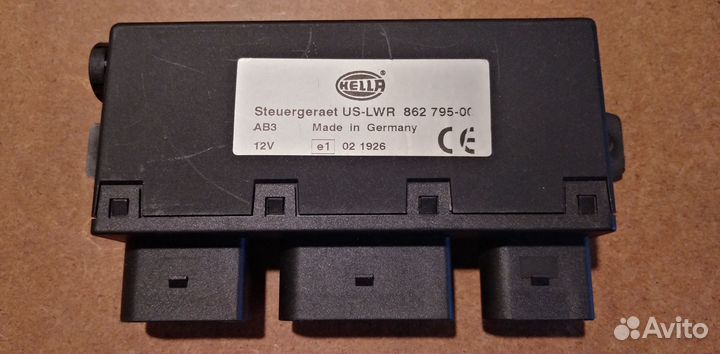 HELLA
Steuergeraet US-LWR 862 795-00
AB3 Made in Germany
12V e1 02 1926 CE
Avito